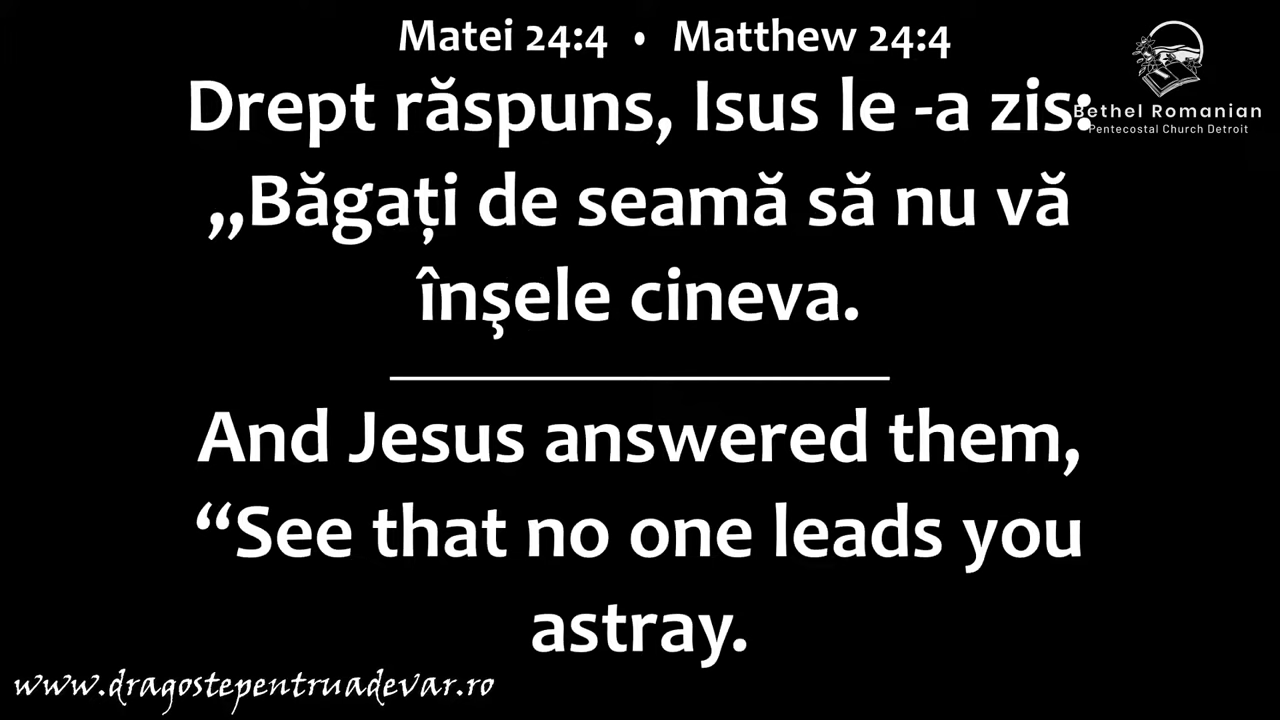 Matei 24:4 • Matthew 24:4
Drept răspuns, Isus le -a zis:
Bethel Romanian
Pentecostal Church Detroit
„Băgați de seamă să nu vă
înşele cineva.
And Jesus answered them,
“See that no one leads you
astray.
www.dragostepentruadevar.ro